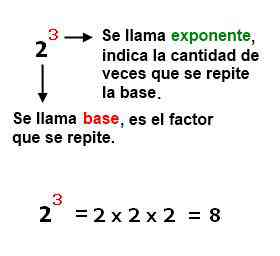 2³ Se llama exponente,
indica la cantidad de
veces que se repite
la base.
Se llama base, es el factor
que se repite.
2³ = 2 x 2 x 2 = 8